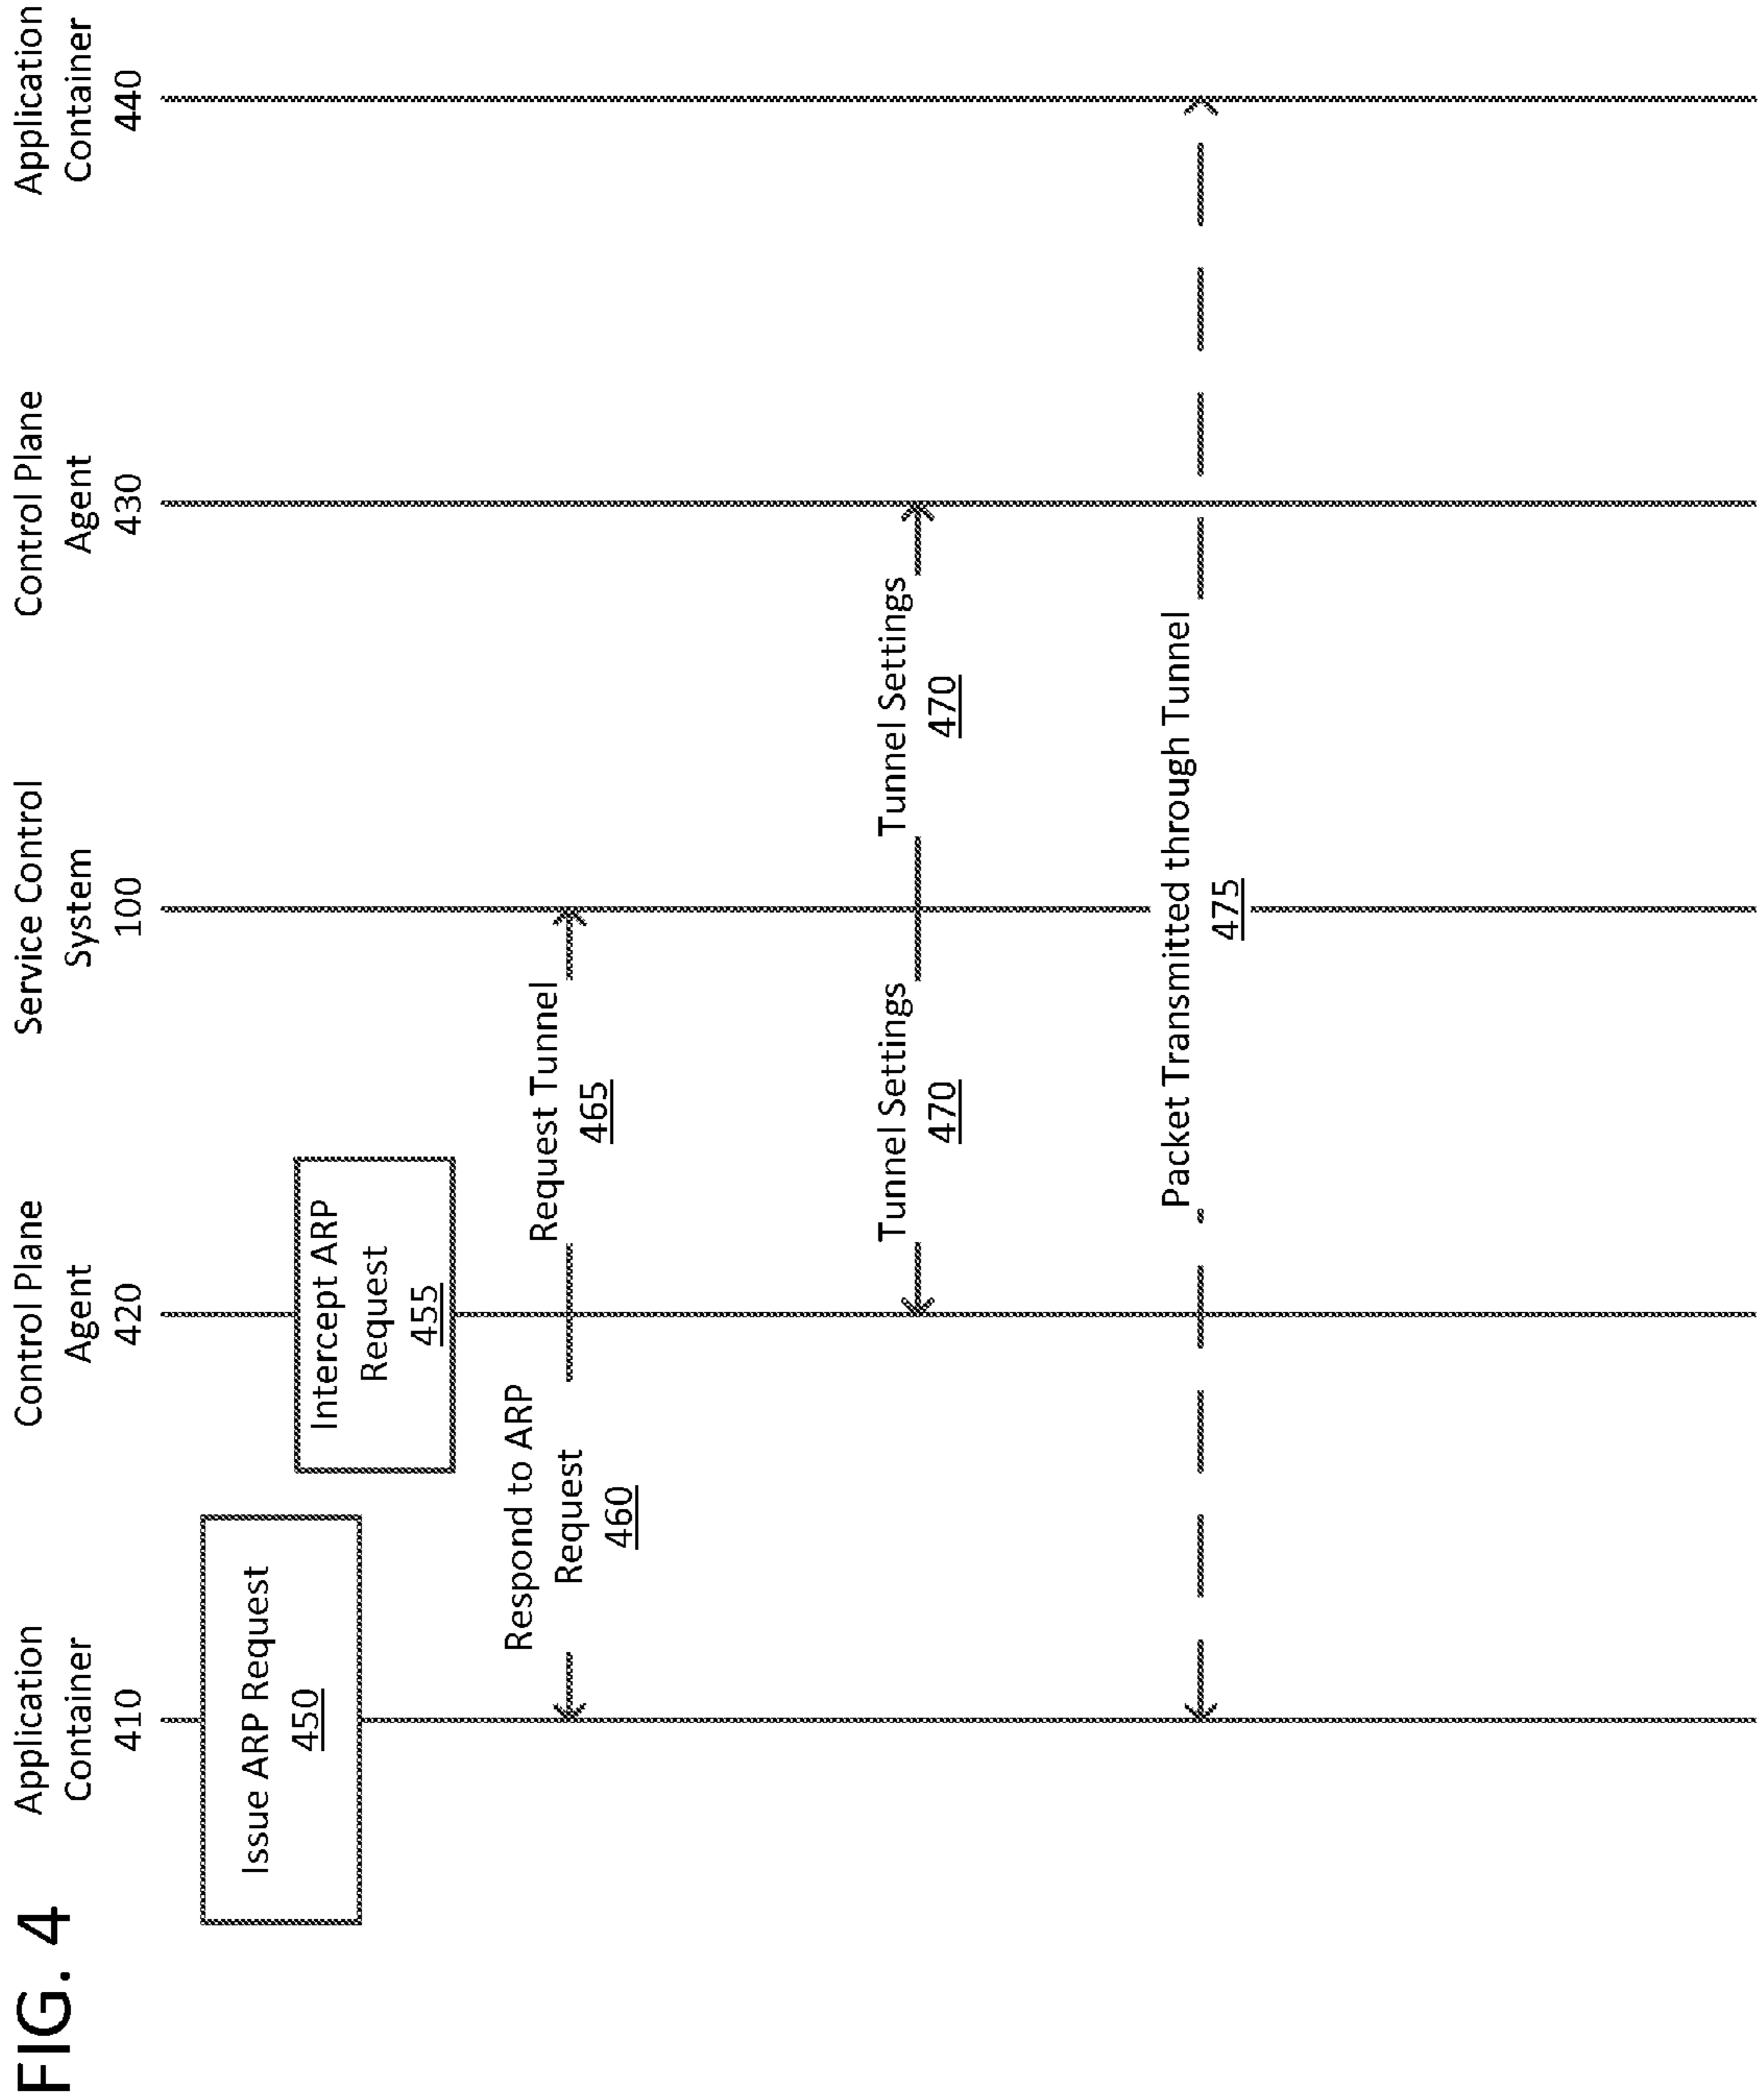 FIG. 4
Application
Container
410
Control Plane
Agent
420
Service Control
System
100
Control Plane
Agent
430
Application
Container
440
Issue ARP Request
450
Intercept ARP
Request
455
Respond to ARP
Request
460
Request Tunnel
465
Tunnel Settings
470
Tunnel Settings
470
Packet Transmitted through Tunnel
475